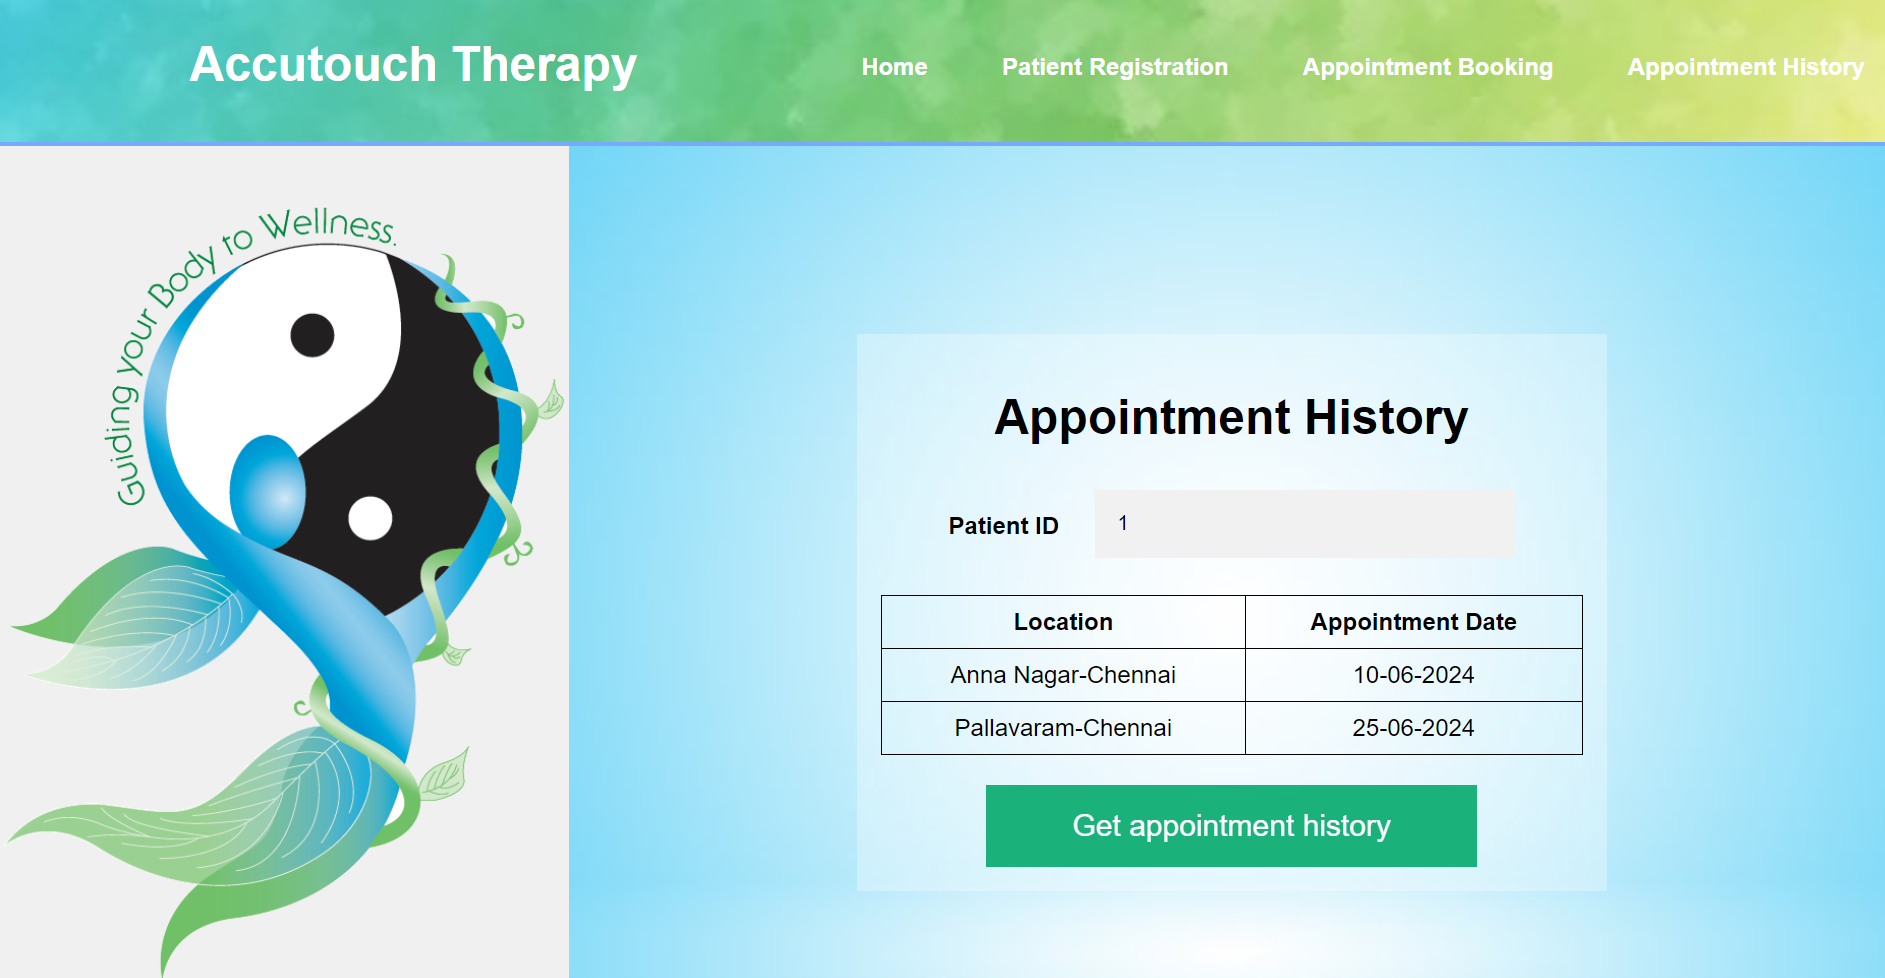 Accutouch Therapy
Home Patient Registration Appointment Booking Appointment History
Guiding your Body to Wellness.
Appointment History
Patient ID 1
Location Appointment Date
Anna Nagar-Chennai 10-06-2024
Pallavaram-Chennai 25-06-2024
Get appointment history